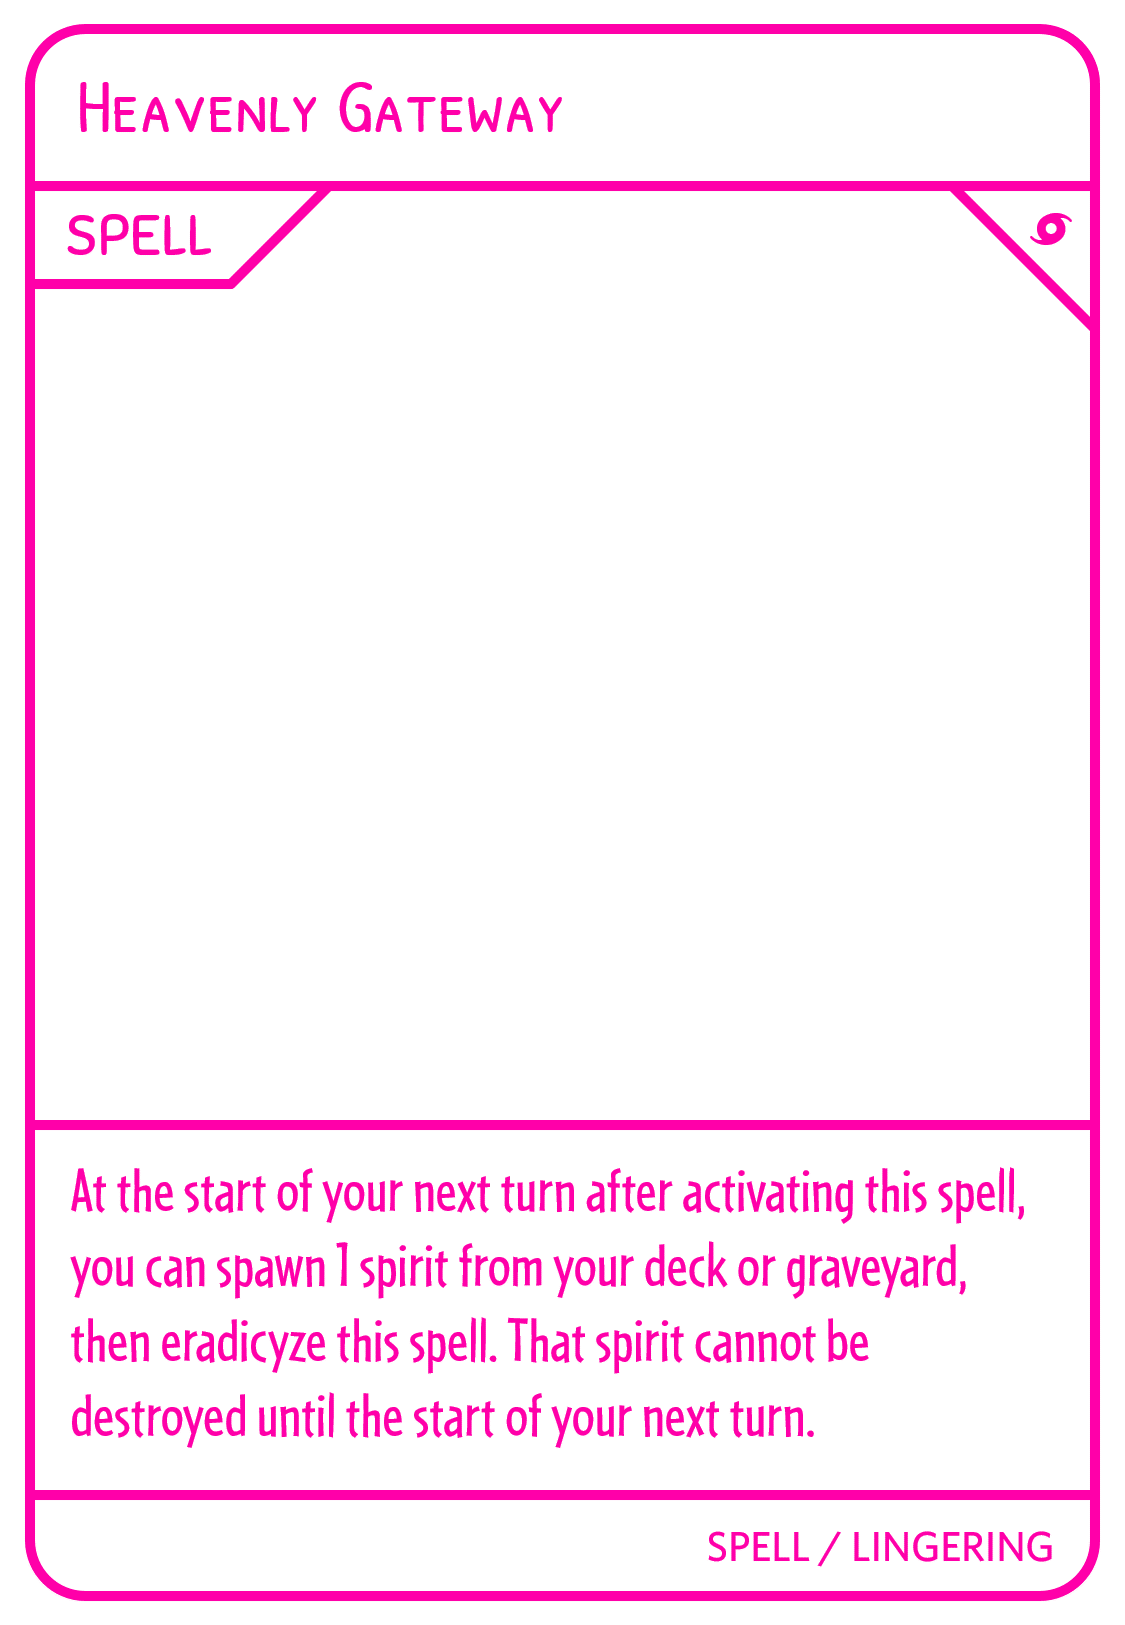 Heavenly Gateway
SPELL
At the start of your next turn after activating this spell,
you can spawn 1 spirit from your deck or graveyard,
then eradicyze this spell. That spirit cannot be
destroyed until the start of your next turn.
SPELL / LINGERING